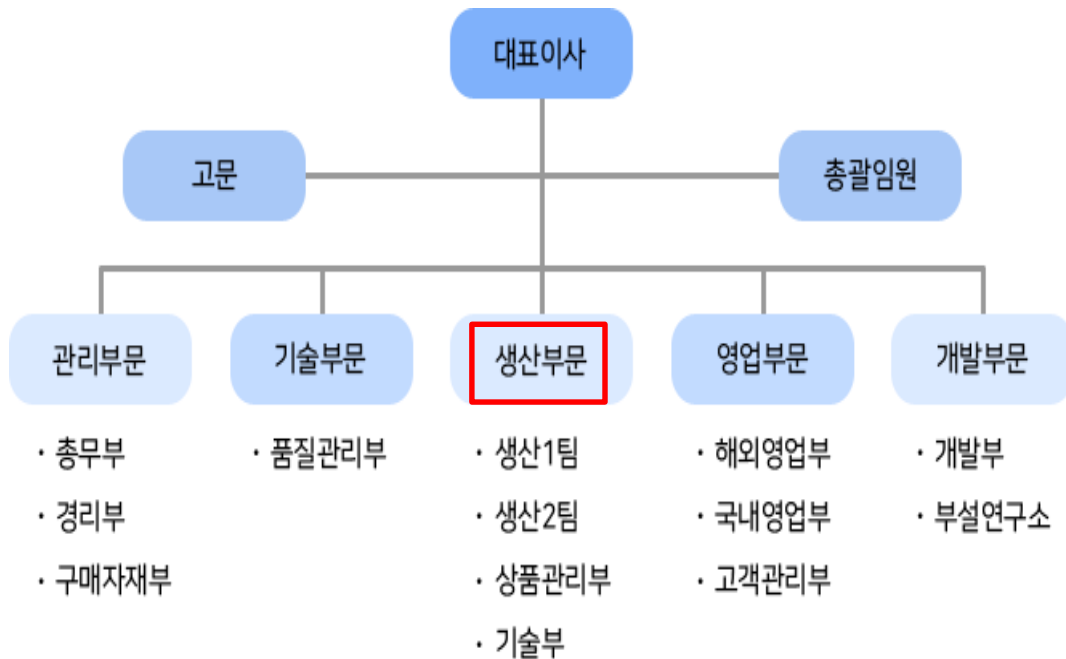 대표이사
고문
총괄임원
관리부문
기술부문
생산부문
영업부문
개발부문
· 총무부
· 경리부
· 구매자재부
· 품질관리부
· 생산1팀
· 생산2팀
· 상품관리부
· 기술부
· 해외영업부
· 국내영업부
· 고객관리부
· 개발부
· 부설연구소